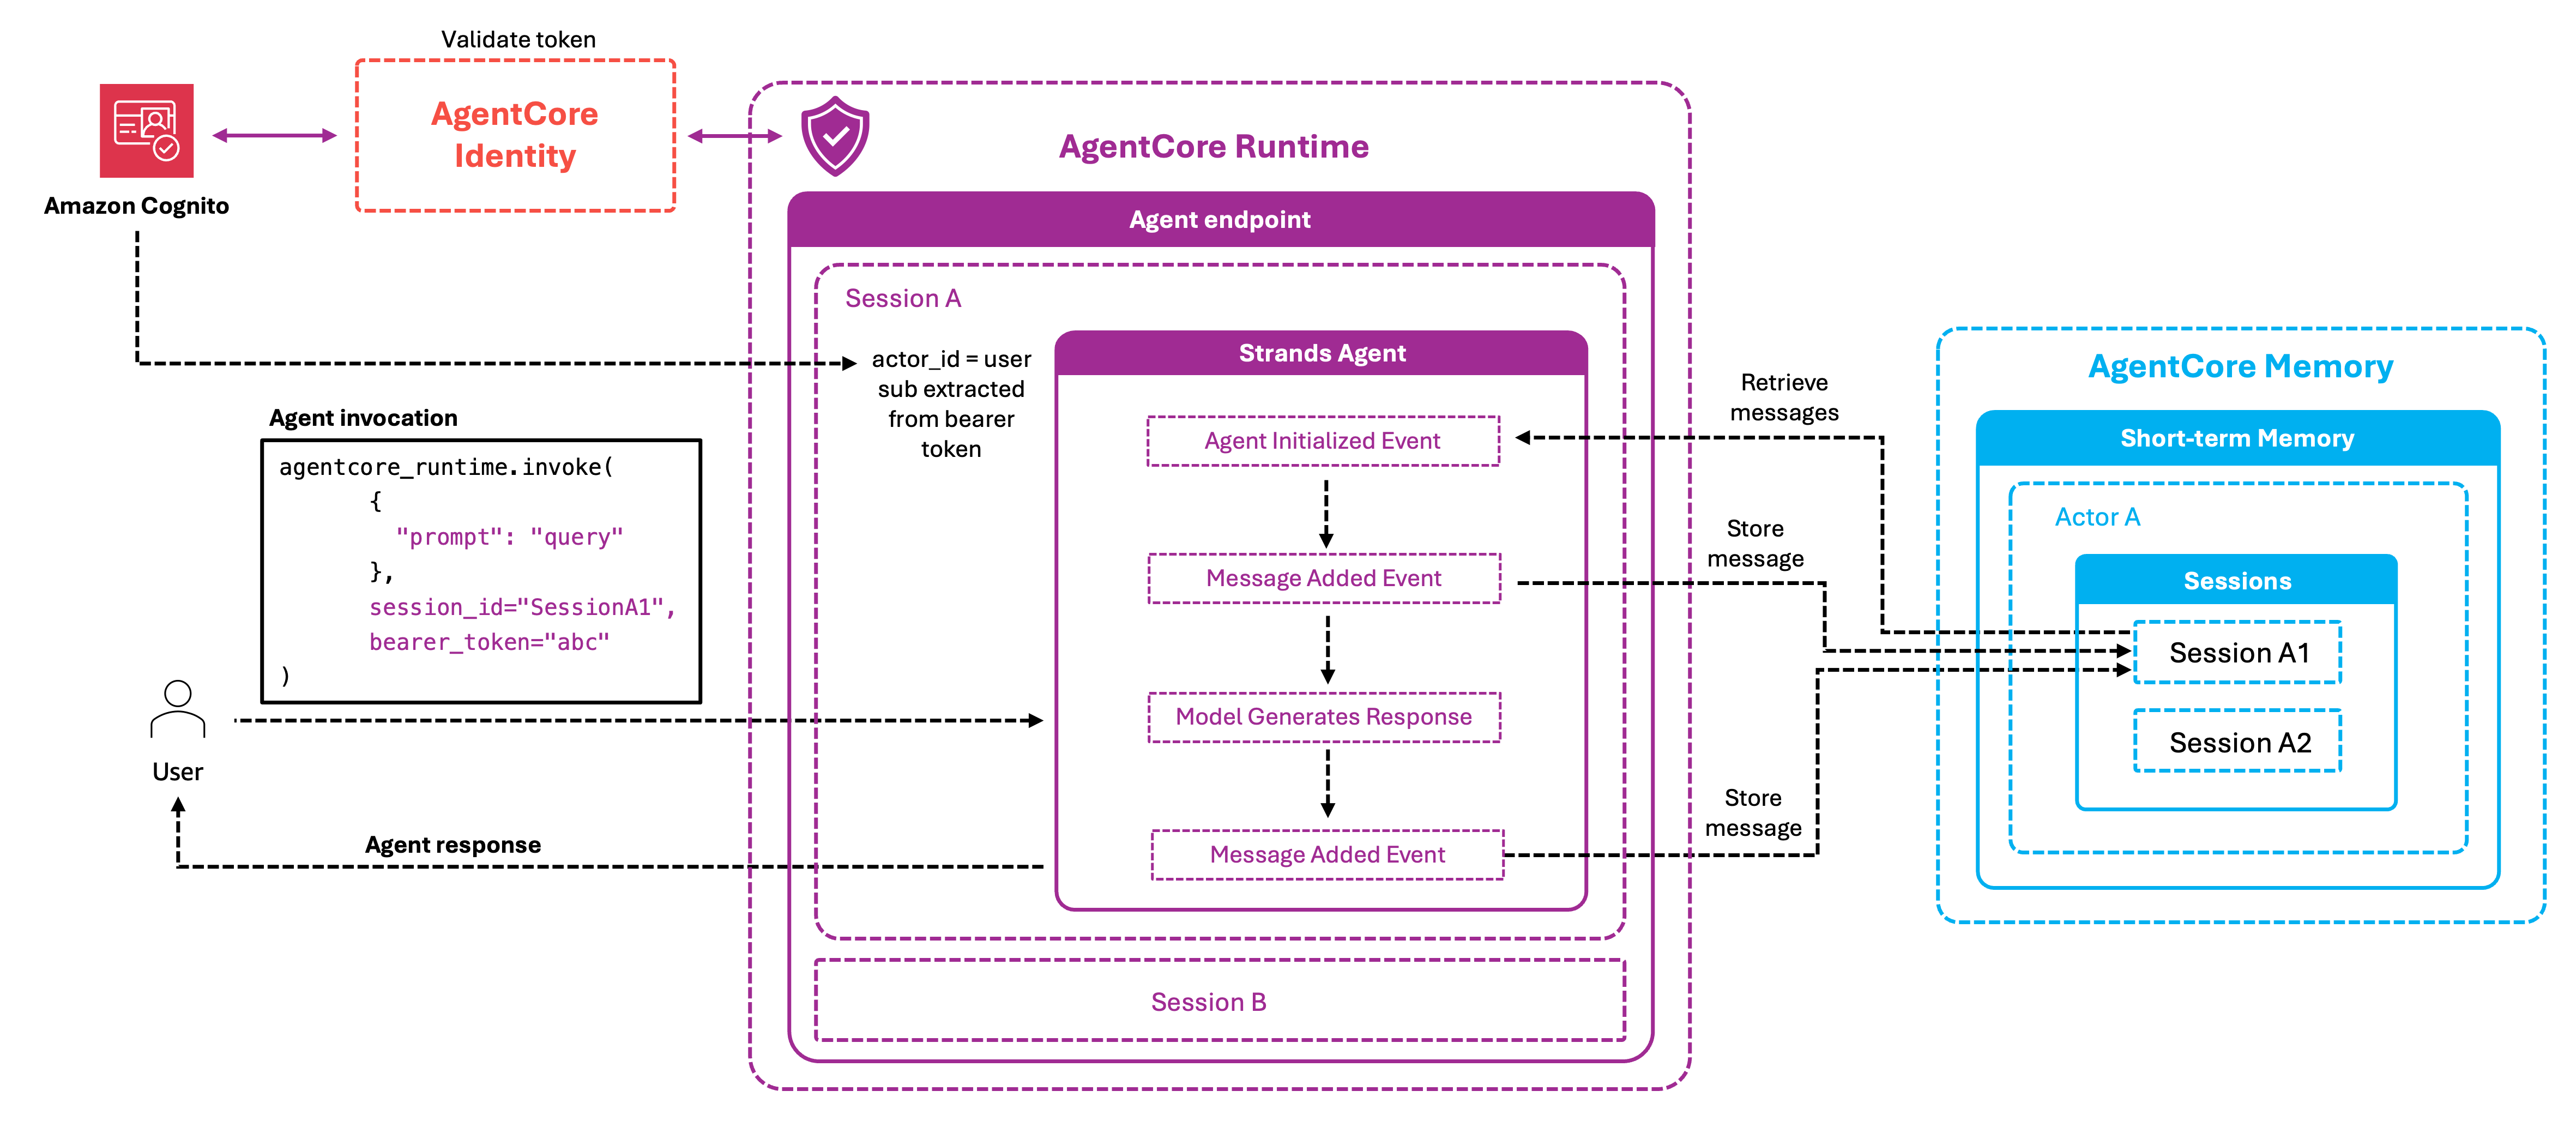 Validate token
AgentCore
Identity
Amazon Cognito
AgentCore Runtime
Agent endpoint
Session A
actor_id = user
sub extracted
from bearer
token
Strands Agent
Agent Initialized Event
Message Added Event
Model Generates Response
Message Added Event
Session B
Agent invocation
agentcore_runtime.invoke(
{
"prompt": "query"
},
session_id="SessionA1",
bearer_token="abc"
)
User
Agent response
Retrieve
messages
Store
message
Store
message
AgentCore Memory
Short-term Memory
Actor A
Sessions
Session A1
Session A2